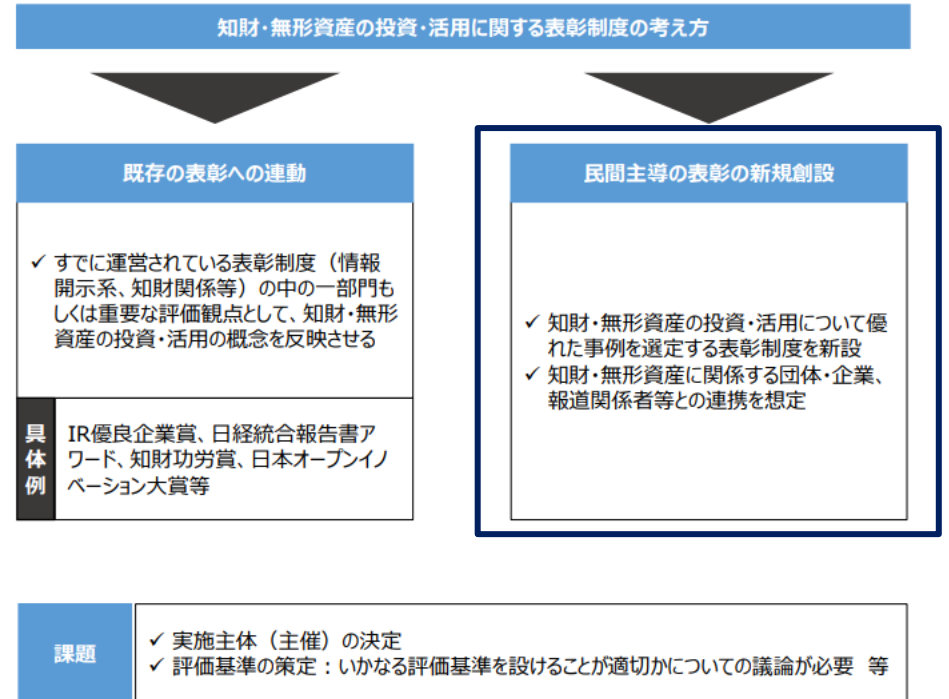 知財･無形資産の投資･活用に関する表彰制度の考え方
既存の表彰への連動
✓ すでに運営されている表彰制度（情報
開示系、知財関係等）の中の一部門も
しくは重要な評価観点として、知財･無形
資産の投資･活用の概念を反映させる
具体例
IR優良企業賞、日経統合報告書ア
ワード、知財功労賞、日本オープンイノ
ベーション大賞等
民間主導の表彰の新規創設
✓ 知財･無形資産の投資･活用について優
れた事例を選定する表彰制度を新設
✓ 知財･無形資産に関係する団体･企業、
報道関係者等との連携を想定
課題
✓ 実施主体（主催）の決定
✓ 評価基準の策定：いかなる評価基準を設けることが適切かについての議論が必要 等